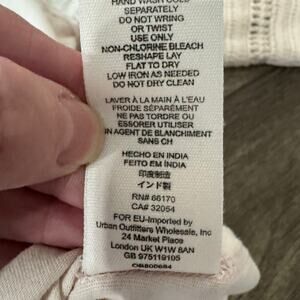 HAND WASH COLD
SEPARATELY
DO NOT WRING
OR TWIST
USE ONLY
NON-CHLORINE BLEACH
RESHAPE LAY
FLAT TO DRY
LOW IRON AS NEEDED
DO NOT DRY CLEAN
LAVER À LA MAIN À L'EAU
FROIDE SÉPARÉMENT
NE PAS TORDRE OU
ESSORER UTILISER
UN AGENT DE BLANCHIMENT
SANS CH
HECHO EN INDIA
FEITO EM ÍNDIA
印度制造
インド製
RN# 66170
CA# 32054
FOR EU-Imported by
Urban Outfitters Wholesale, Inc
24 Market Place
London UK W1W 8AN
GB 975119105
OB800684